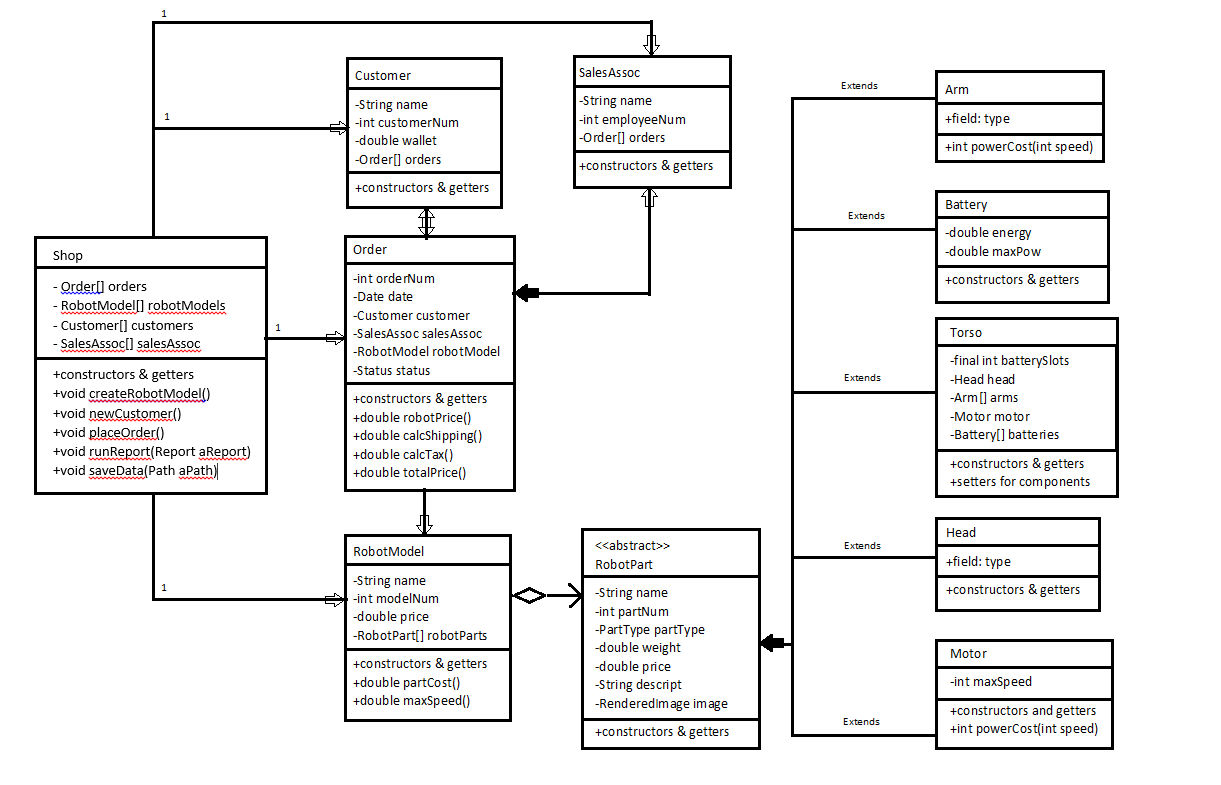 1
1
Customer
-String name
-int customerNum
-double wallet
-Order[] orders
+constructors & getters
SalesAssoc
-String name
-int employeeNum
-Order[] orders
+constructors & getters
Shop
- Order[] orders
- RobotModel[] robotModels
- Customer[] customers
- SalesAssoc[] salesAssoc
+constructors & getters
+void createRobotModel()
+void newCustomer()
+void placeOrder()
+void runReport(Report aReport)
+void saveData(Path aPath)
1
1
Order
-int orderNum
-Date date
-Customer customer
-SalesAssoc salesAssoc
-RobotModel robotModel
-Status status
+constructors & getters
+double robotPrice()
+double calcShipping()
+double calcTax()
+double totalPrice()
RobotModel
-String name
-int modelNum
-double price
-RobotPart[] robotParts
+constructors & getters
+double partCost()
+double maxSpeed()
<<abstract>>
RobotPart
-String name
-int partNum
-PartType partType
-double weight
-double price
-String descript
-RenderedImage image
+constructors & getters
Extends
Arm
+field: type
+int powerCost(int speed)
Extends
Battery
-double energy
-double maxPow
+constructors & getters
Extends
Torso
-final int batterySlots
-Head head
-Arm[] arms
-Motor motor
-Battery[] batteries
+constructors & getters
+setters for components
Extends
Head
+field: type
+constructors & getters
Extends
Motor
-int maxSpeed
+constructors and getters
+int powerCost(int speed)